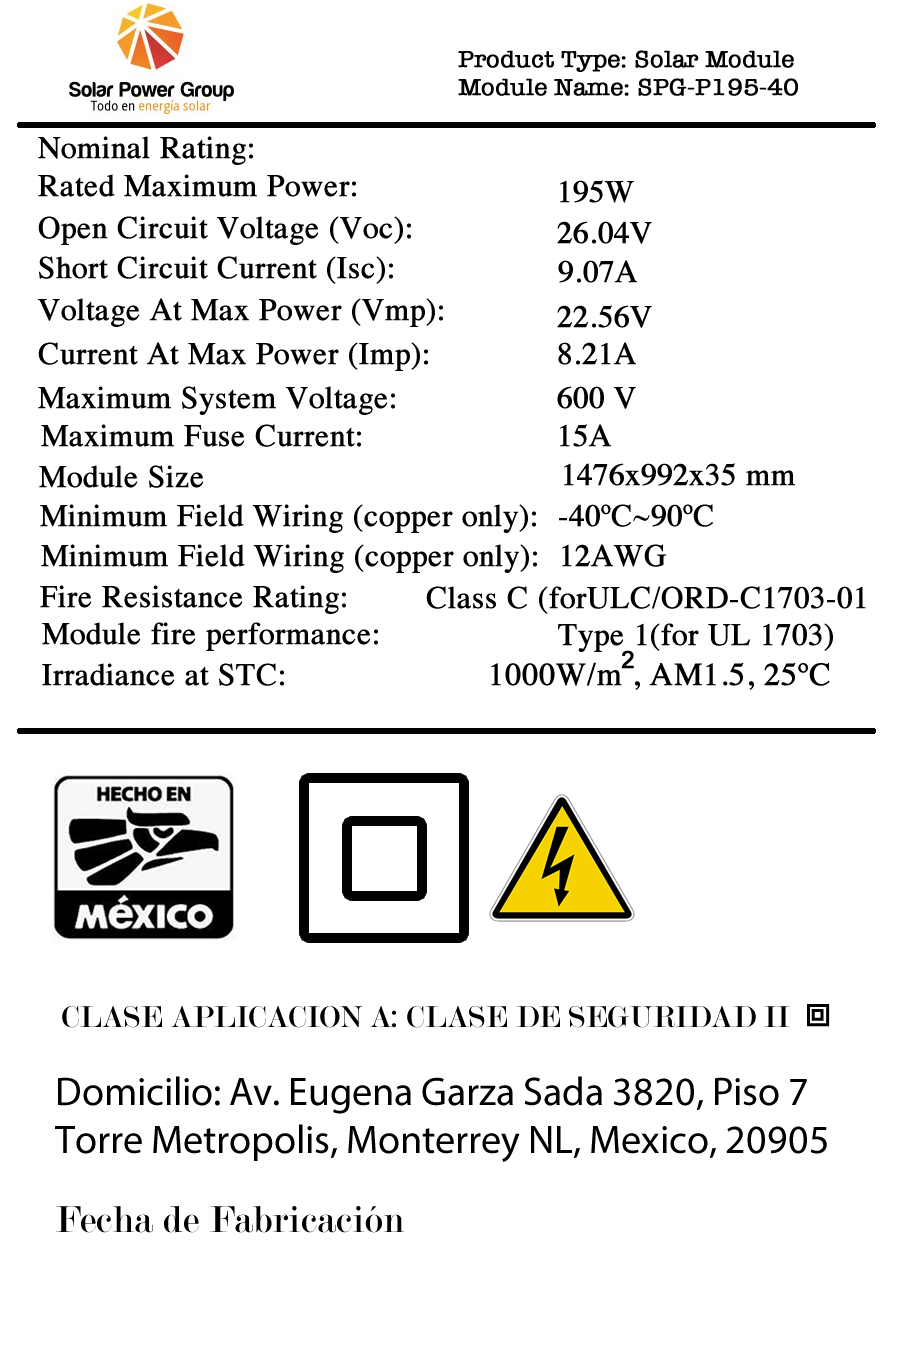 Solar Power Group
Todo en energía solar
Product Type: Solar Module
Module Name: SPG-P195-40
Nominal Rating:
Rated Maximum Power: 195W
Open Circuit Voltage (Voc): 26.04V
Short Circuit Current (Isc): 9.07A
Voltage At Max Power (Vmp): 22.56V
Current At Max Power (Imp): 8.21A
Maximum System Voltage: 600 V
Maximum Fuse Current: 15A
Module Size 1476x992x35 mm
Minimum Field Wiring (copper only): -40ºC~90ºC
Minimum Field Wiring (copper only): 12AWG
Fire Resistance Rating: Class C (forULC/ORD-C1703-01
Module fire performance: Type 1(for UL 1703)
Irradiance at STC: 1000W/m², AM1.5, 25ºC
HECHO EN
MéXICO
CLASE APLICACION A: CLASE DE SEGURIDAD II
Domicilio: Av. Eugena Garza Sada 3820, Piso 7
Torre Metropolis, Monterrey NL, Mexico, 20905
Fecha de Fabricación